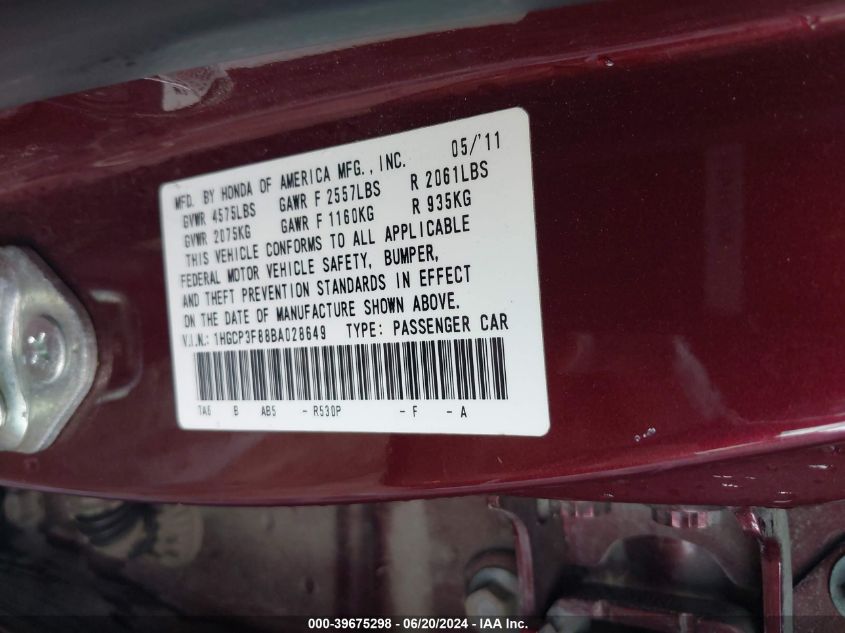 05/'11
MFD. BY HONDA OF AMERICA MFG., INC.
GVWR 4575LBS GAWR F 2557LBS R 2061LBS
GVWR 2075KG GAWR F 1160KG R 935KG
THIS VEHICLE CONFORMS TO ALL APPLICABLE
FEDERAL MOTOR VEHICLE SAFETY, BUMPER,
AND THEFT PREVENTION STANDARDS IN EFFECT
ON THE DATE OF MANUFACTURE SHOWN ABOVE.
V.I.N.: 1HGCP3F88BA028649 TYPE: PASSENGER CAR
TA0 B AB5 - R530P - F - A
000-39675298 - 06/20/2024 - IAA Inc.